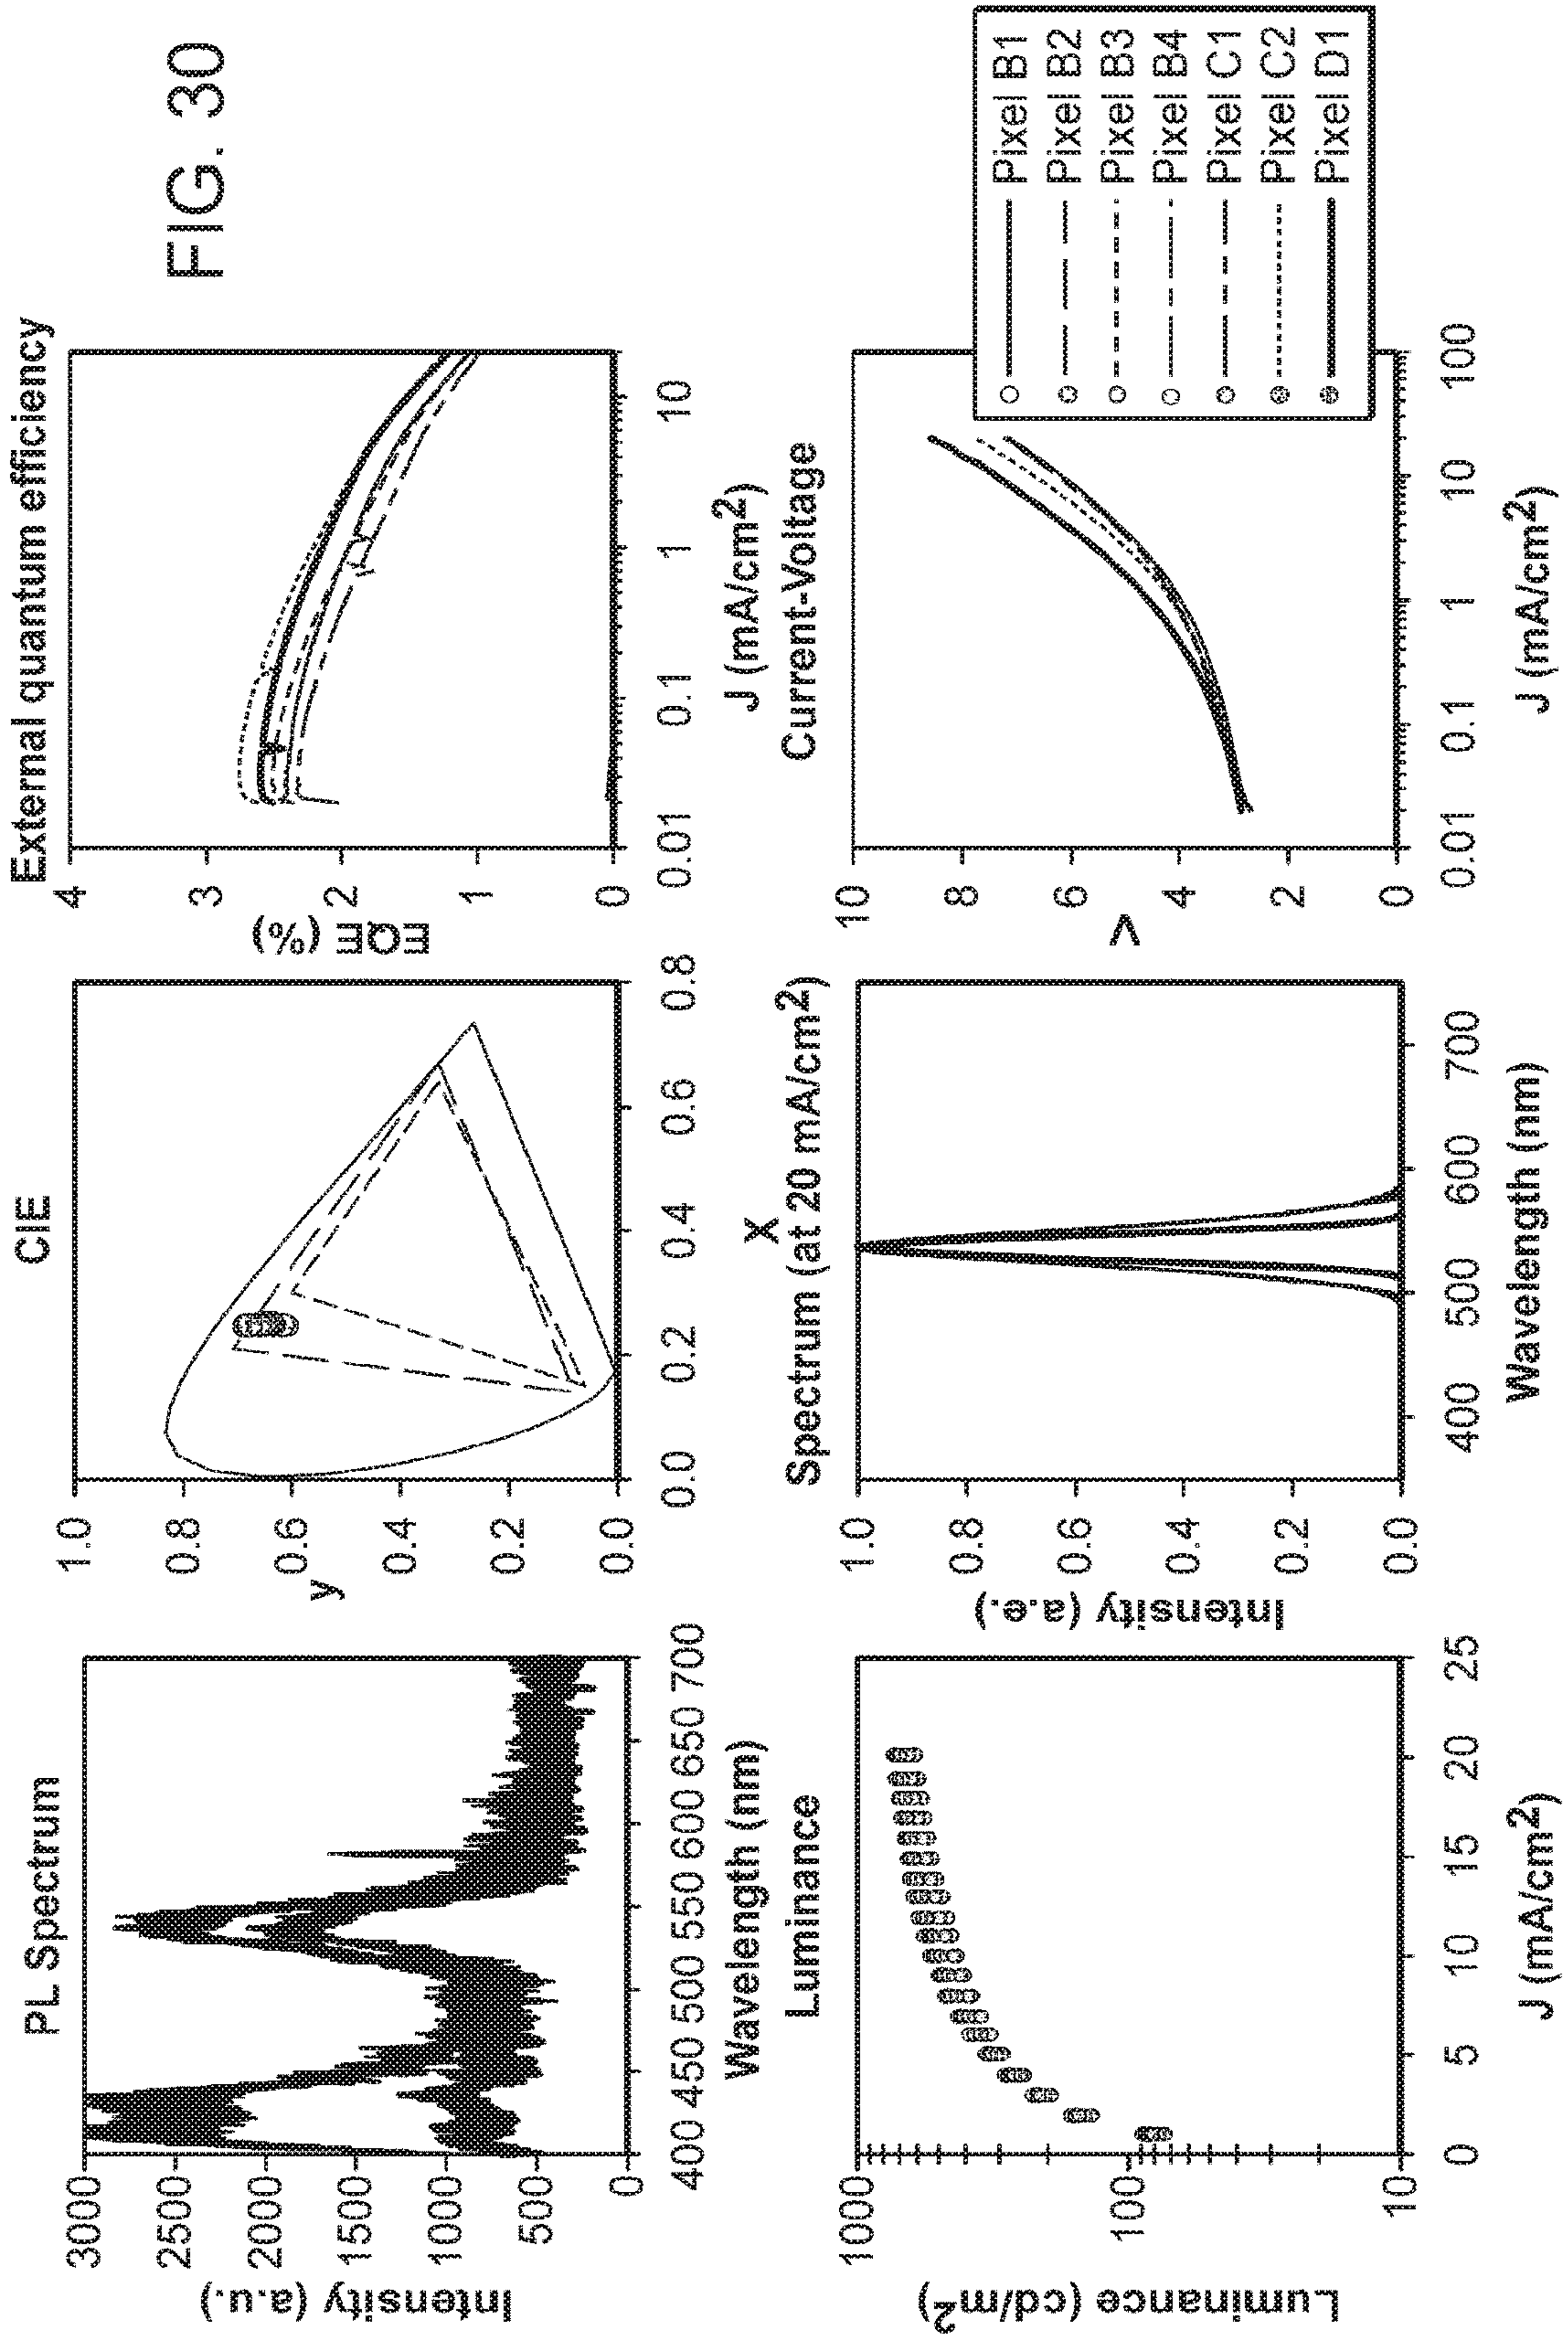 FIG. 30
PL Spectrum
Intensity (a.u.)
3000
2500
2000
1500
1000
500
0
400 450 500 550 600 650 700
Wavelength (nm)
CIE
y
1.0
0.8
0.6
0.4
0.2
0.0
0.0 0.2 0.4 0.6 0.8
X
External quantum efficiency
EQE (%)
4
3
2
1
0
0.01 0.1 1 10
J (mA/cm2)
Luminance
Luminance (cd/m2)
1000
100
10
0 5 10 15 20 25
J (mA/cm2)
Spectrum (at 20 mA/cm2)
Intensity (a.e.)
1.0
0.8
0.6
0.4
0.2
0.0
400 500 600 700
Wavelength (nm)
Current-Voltage
V
10
8
6
4
2
0
0.01 0.1 1 10 100
J (mA/cm2)
Pixel B1
Pixel B2
Pixel B3
Pixel B4
Pixel C1
Pixel C2
Pixel D1